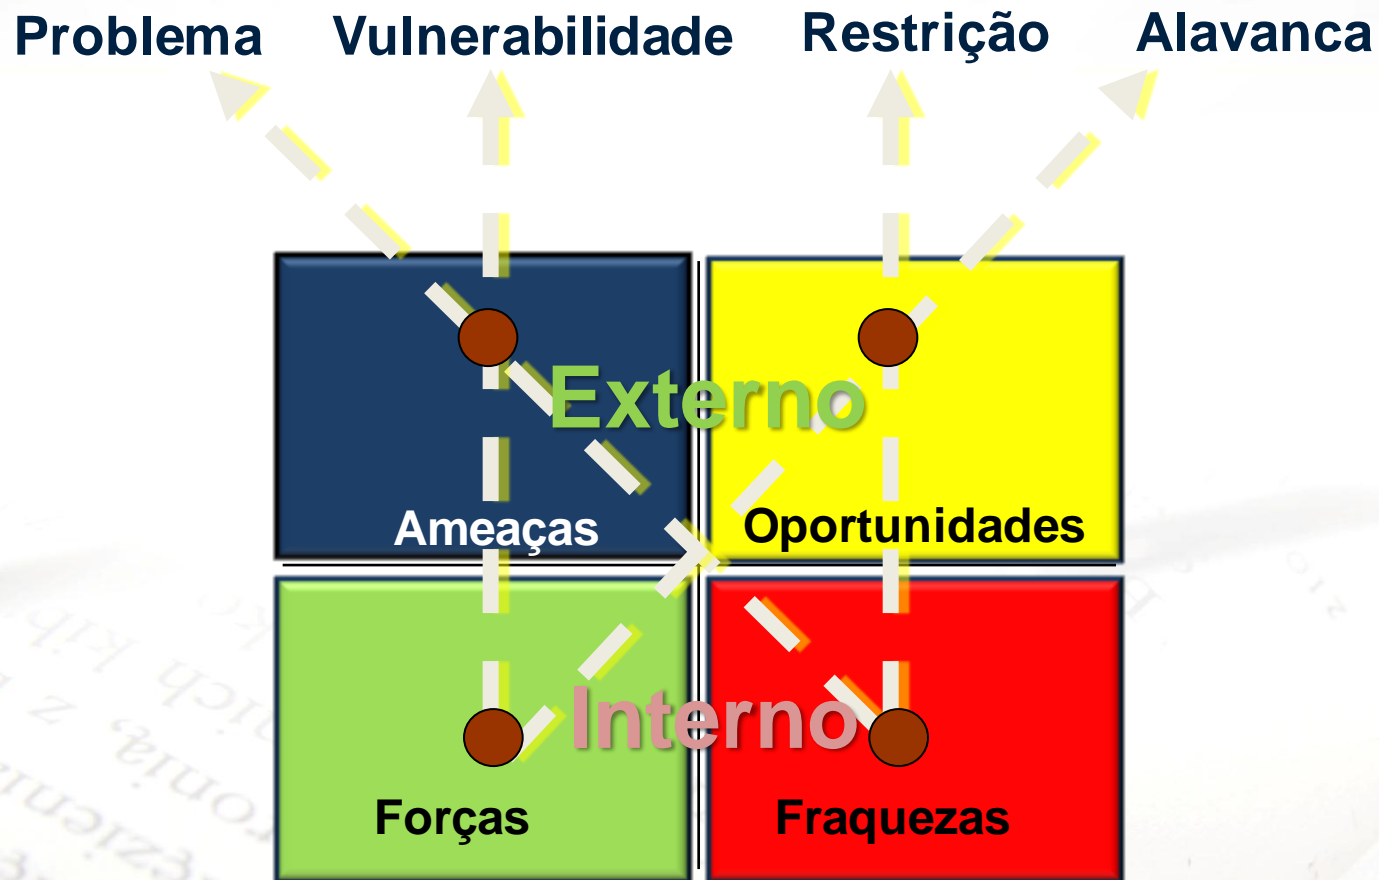 Problema Vulnerabilidade Restrição Alavanca
Externo
Ameaças Oportunidades
Interno
Forças Fraquezas